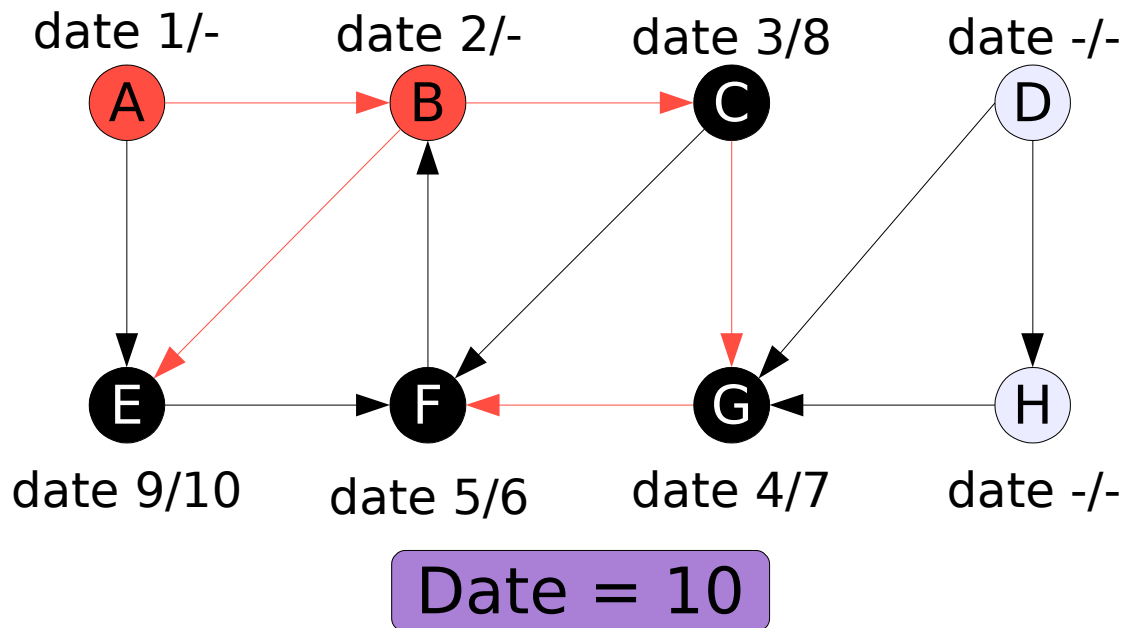 date 1/- date 2/- date 3/8 date -/-
A B C D
E F G H
date 9/10 date 5/6 date 4/7 date -/-
Date = 10